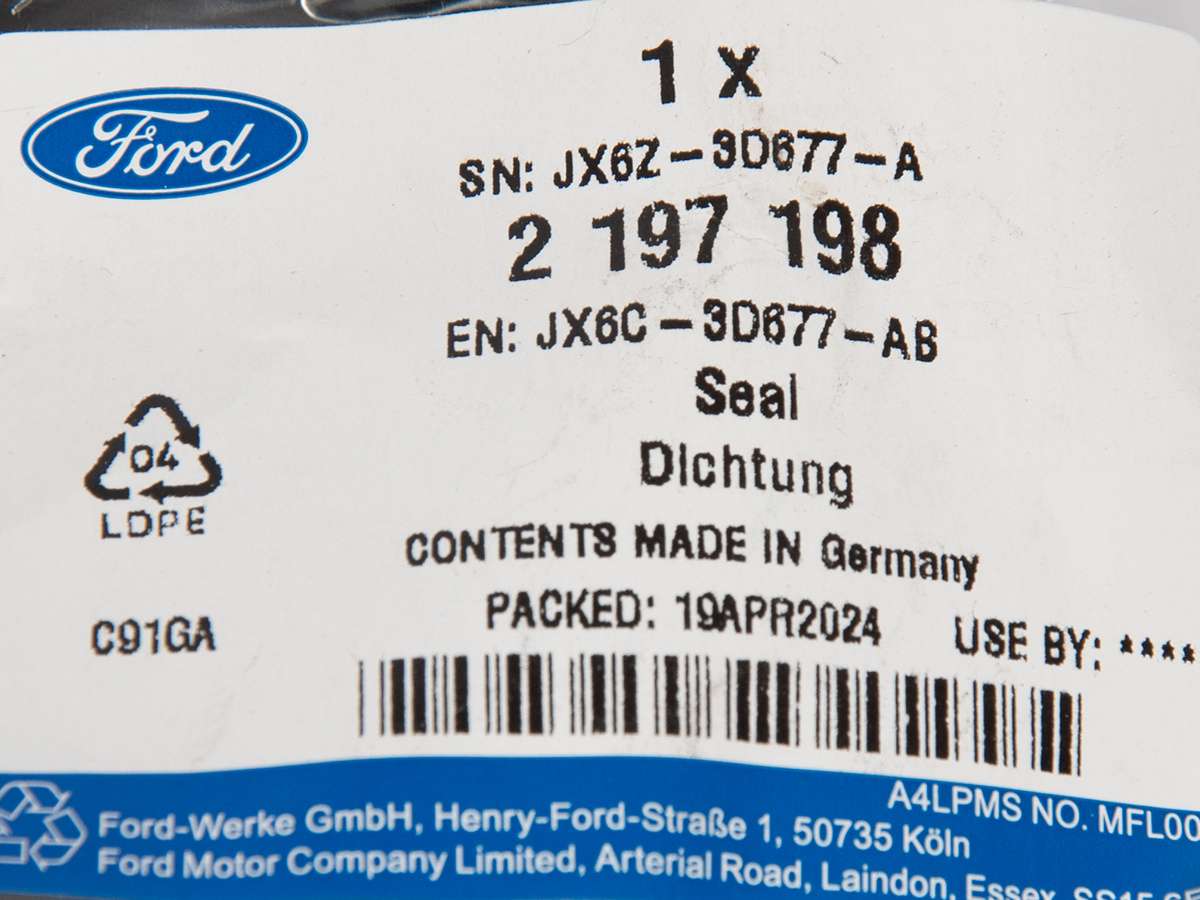 1 x
Ford
SN: JX6Z-3D677-A
2 197 198
EN: JX6C-3D677-AB
Seal
Dichtung
04
LDPE
CONTENTS MADE IN Germany
PACKED: 19APR2024 USE BY: ****
C91GA
A4LPMS NO. MFL00
Ford-Werke GmbH, Henry-Ford-Straße 1, 50735 Köln
Ford Motor Company Limited, Arterial Road, Laindon, Essex